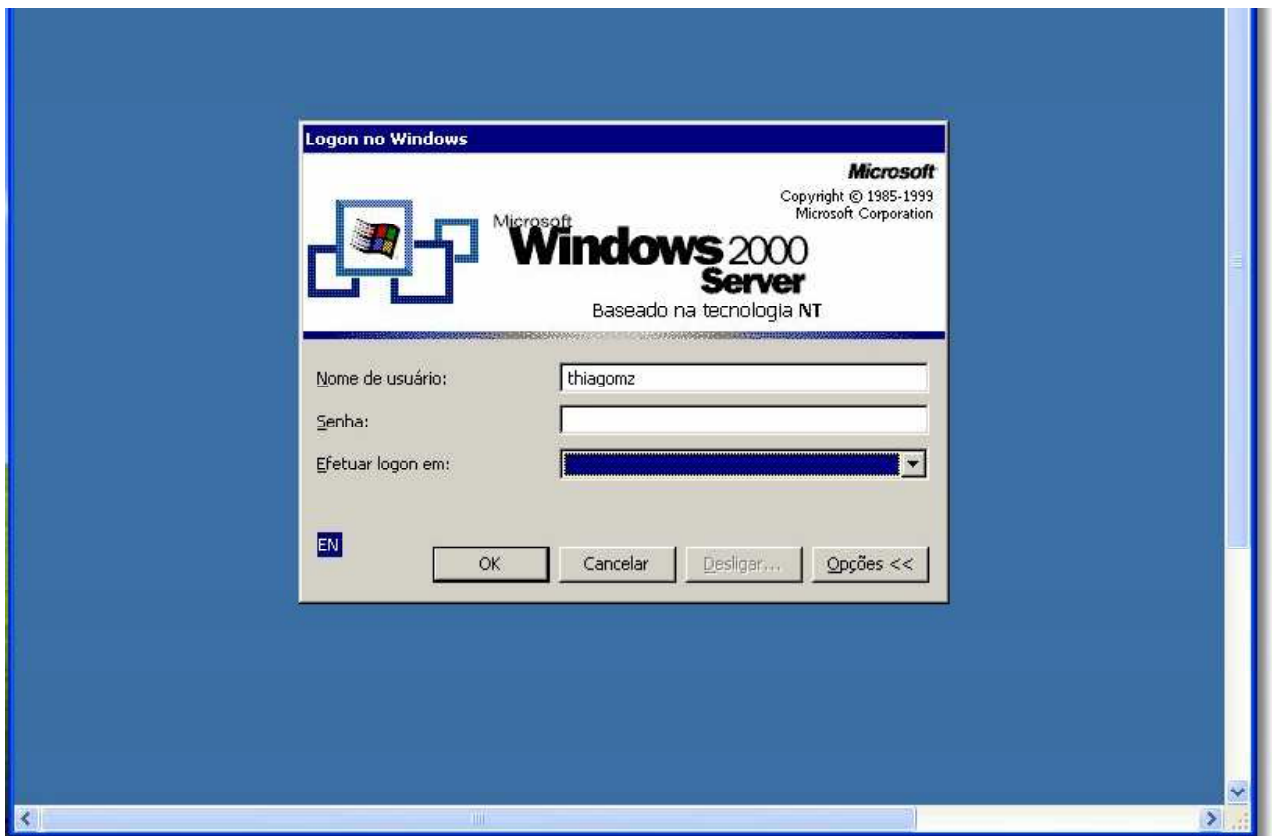 Logon no Windows
Microsoft
Copyright © 1985-1999
Microsoft Corporation
Microsoft
Windows 2000
Server
Baseado na tecnologia NT
Nome de usuário: thiagomz
Senha:
Efetuar logon em:
EN
OK Cancelar Desligar... Opções <<